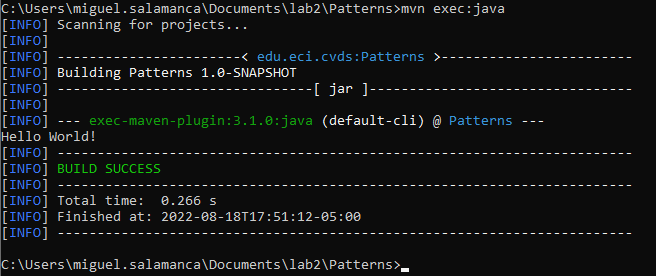 C:\Users\miguel.salamanca\Documents\lab2\Patterns>mvn exec:java
[INFO] Scanning for projects...
[INFO]
[INFO] ------------------------< edu.eci.cvds:Patterns >------------------------
[INFO] Building Patterns 1.0-SNAPSHOT
[INFO] --------------------------------[ jar ]---------------------------------
[INFO]
[INFO] --- exec-maven-plugin:3.1.0:java (default-cli) @ Patterns ---
Hello World!
[INFO] ------------------------------------------------------------------------
[INFO] BUILD SUCCESS
[INFO] ------------------------------------------------------------------------
[INFO] Total time:  0.266 s
[INFO] Finished at: 2022-08-18T17:51:12-05:00
[INFO] ------------------------------------------------------------------------
C:\Users\miguel.salamanca\Documents\lab2\Patterns>